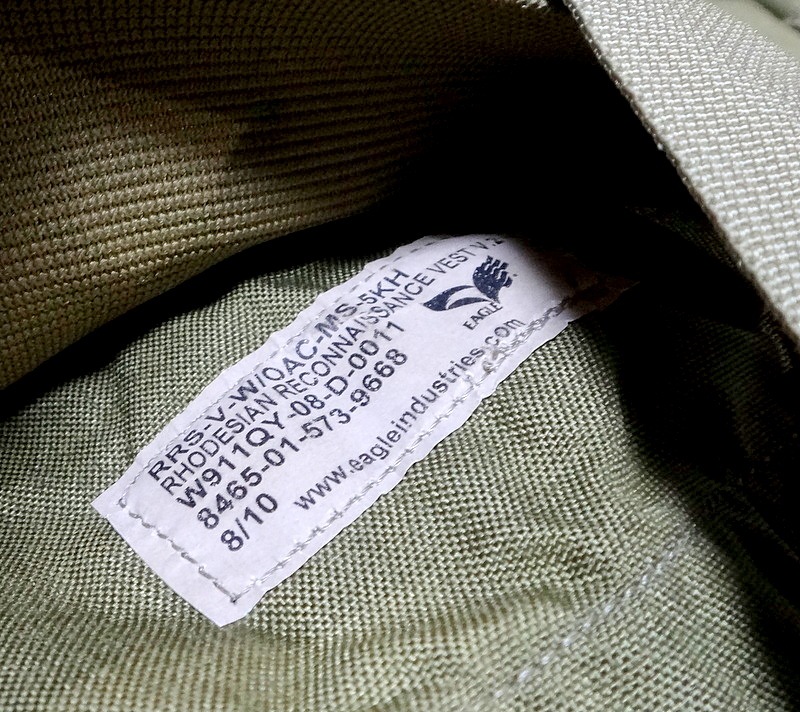 RRS-V-W/OAC-MS-5KH
RHODESIAN RECONNAISSANCE VEST V.2
W911QY-08-D-0011
8465-01-573-9668
8/10
www.eagleindustries.com
EAGLE